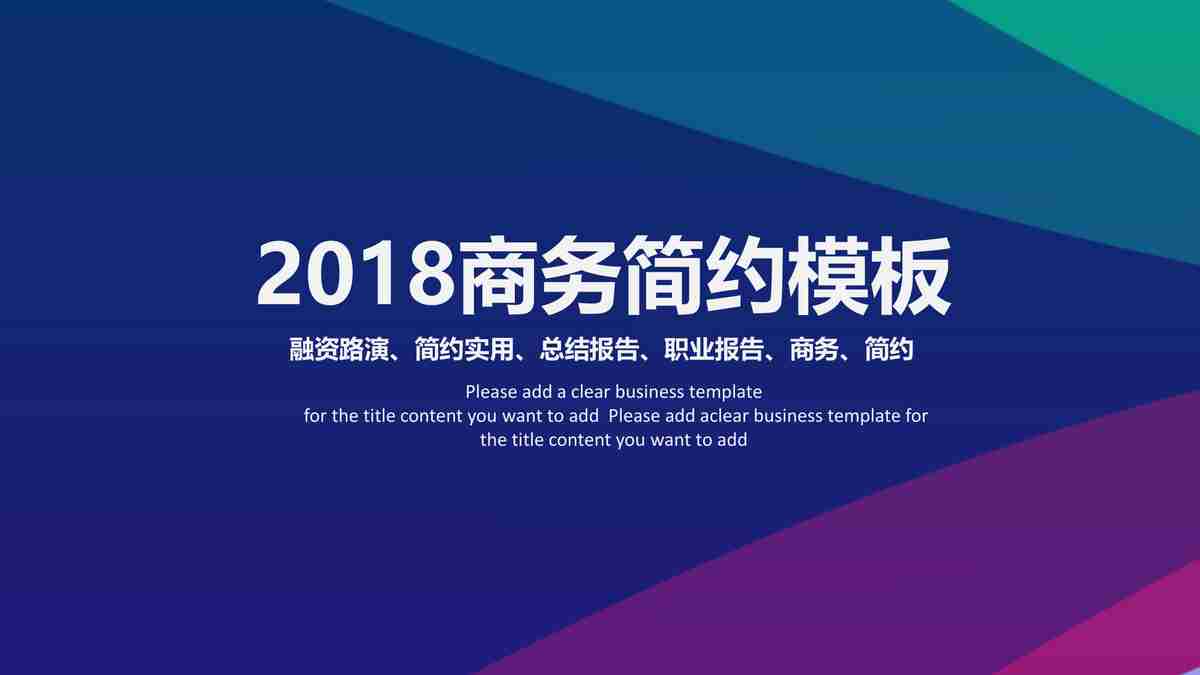 2018商务简约模板
融资路演、简约实用、总结报告、职业报告、商务、简约
Please add a clear business template
for the title content you want to add  Please add aclear business template for
the title content you want to add